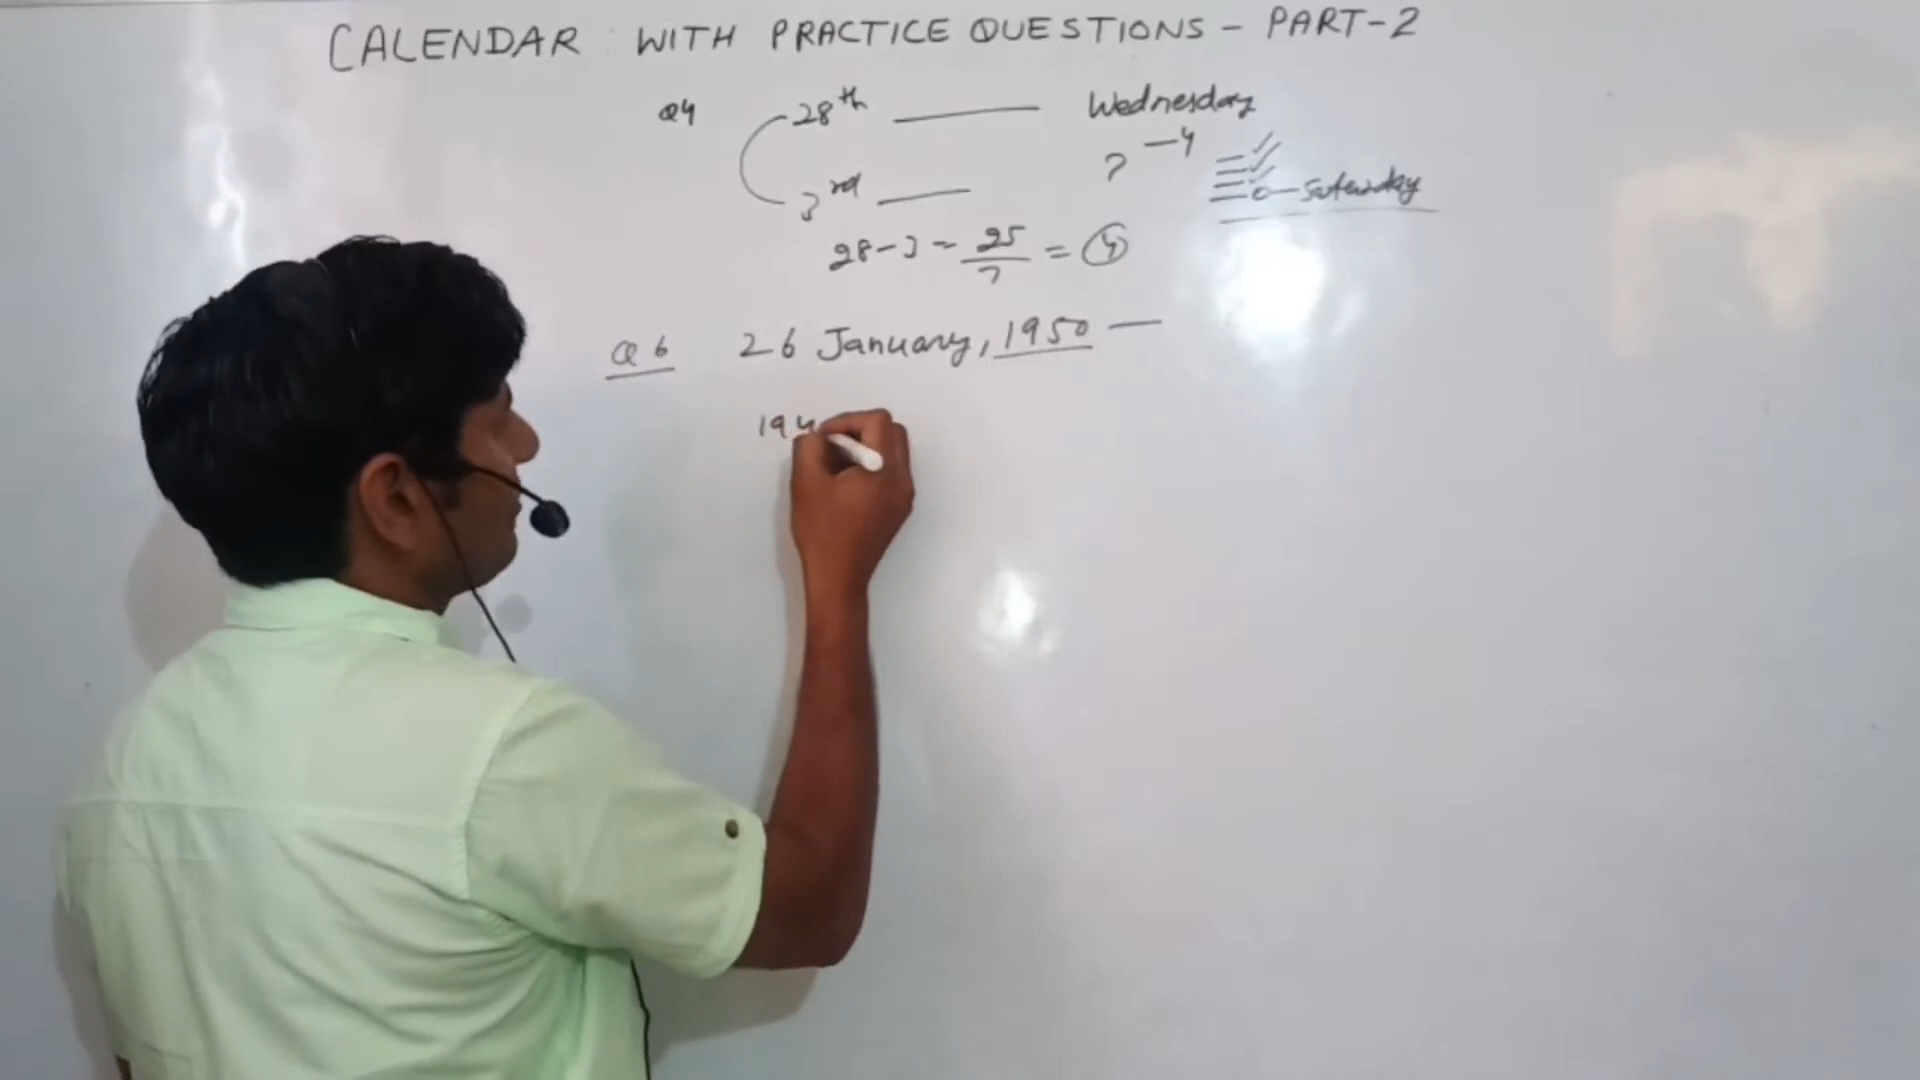 CALENDAR WITH PRACTICE QUESTIONS - PART-2
Q4 28th —— Wednesday
? -4
3rd —— Saturday
28-3 = 25/7 = 4
Q6 26 January, 1950 —
194